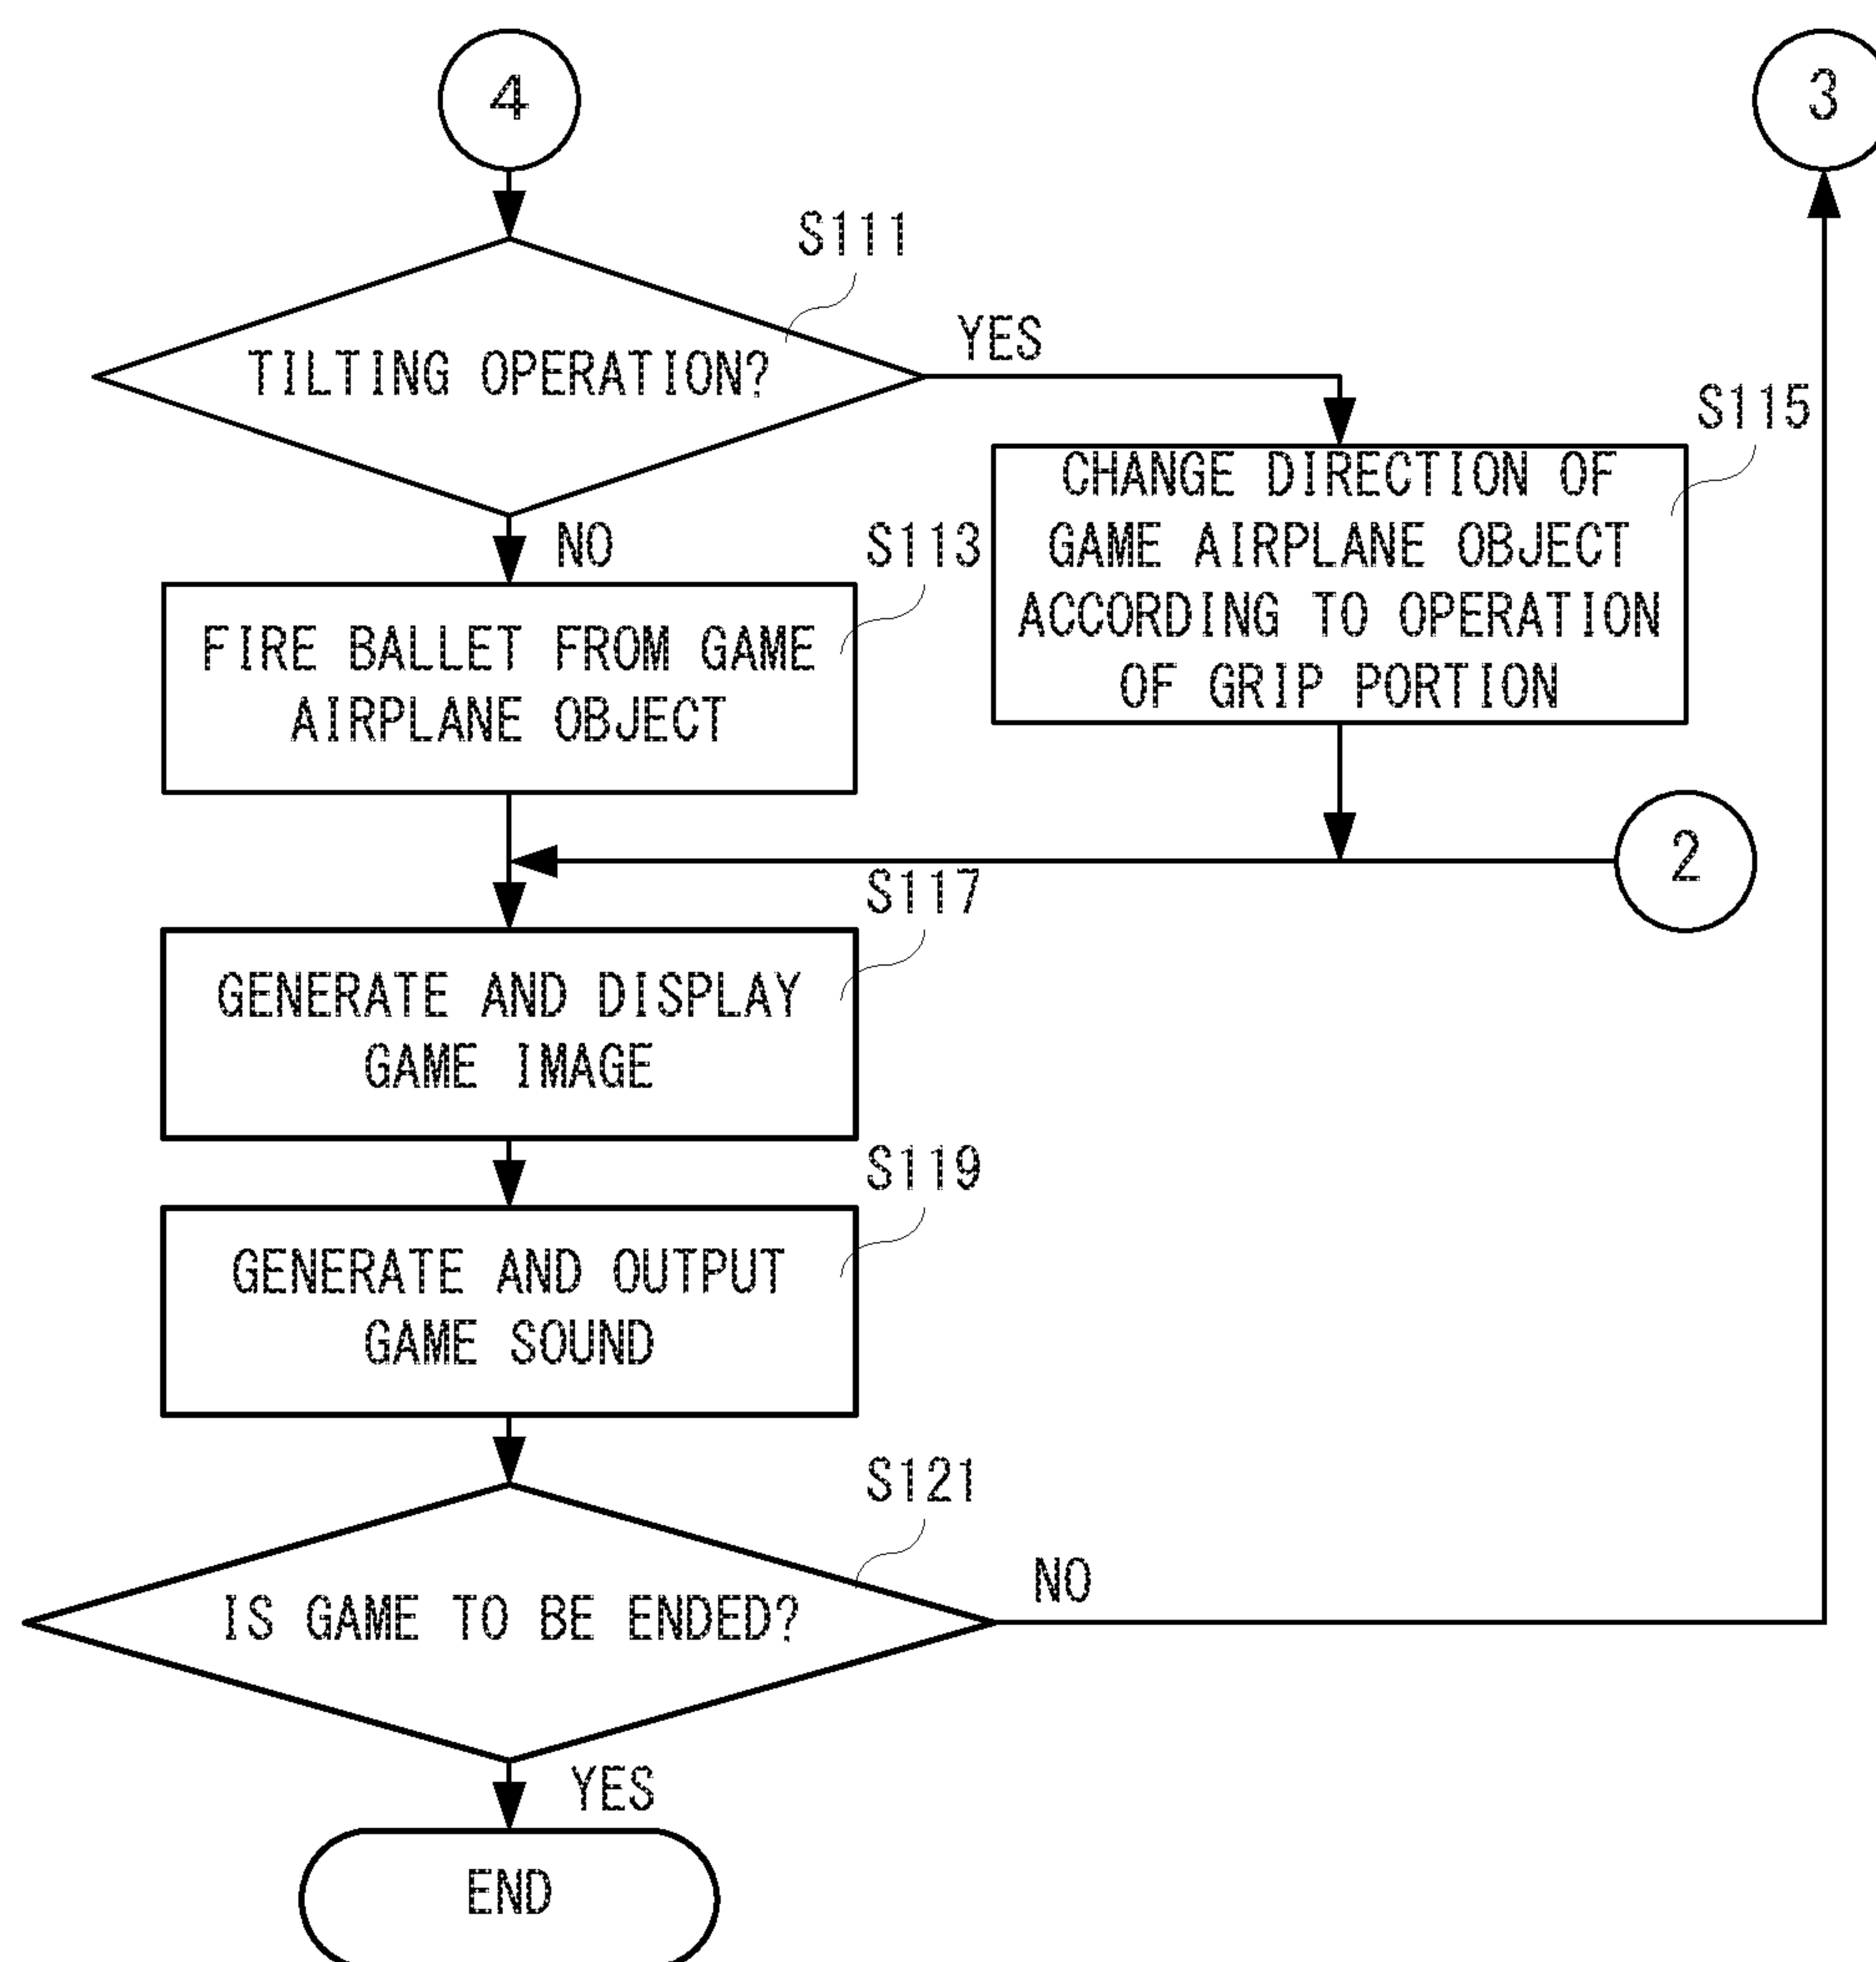 4
3
S111
TILTING OPERATION?
YES
S115
CHANGE DIRECTION OF
GAME AIRPLANE OBJECT
ACCORDING TO OPERATION
OF GRIP PORTION
NO
S113
FIRE BALLET FROM GAME
AIRPLANE OBJECT
2
S117
GENERATE AND DISPLAY
GAME IMAGE
S119
GENERATE AND OUTPUT
GAME SOUND
S121
IS GAME TO BE ENDED?
NO
YES
END